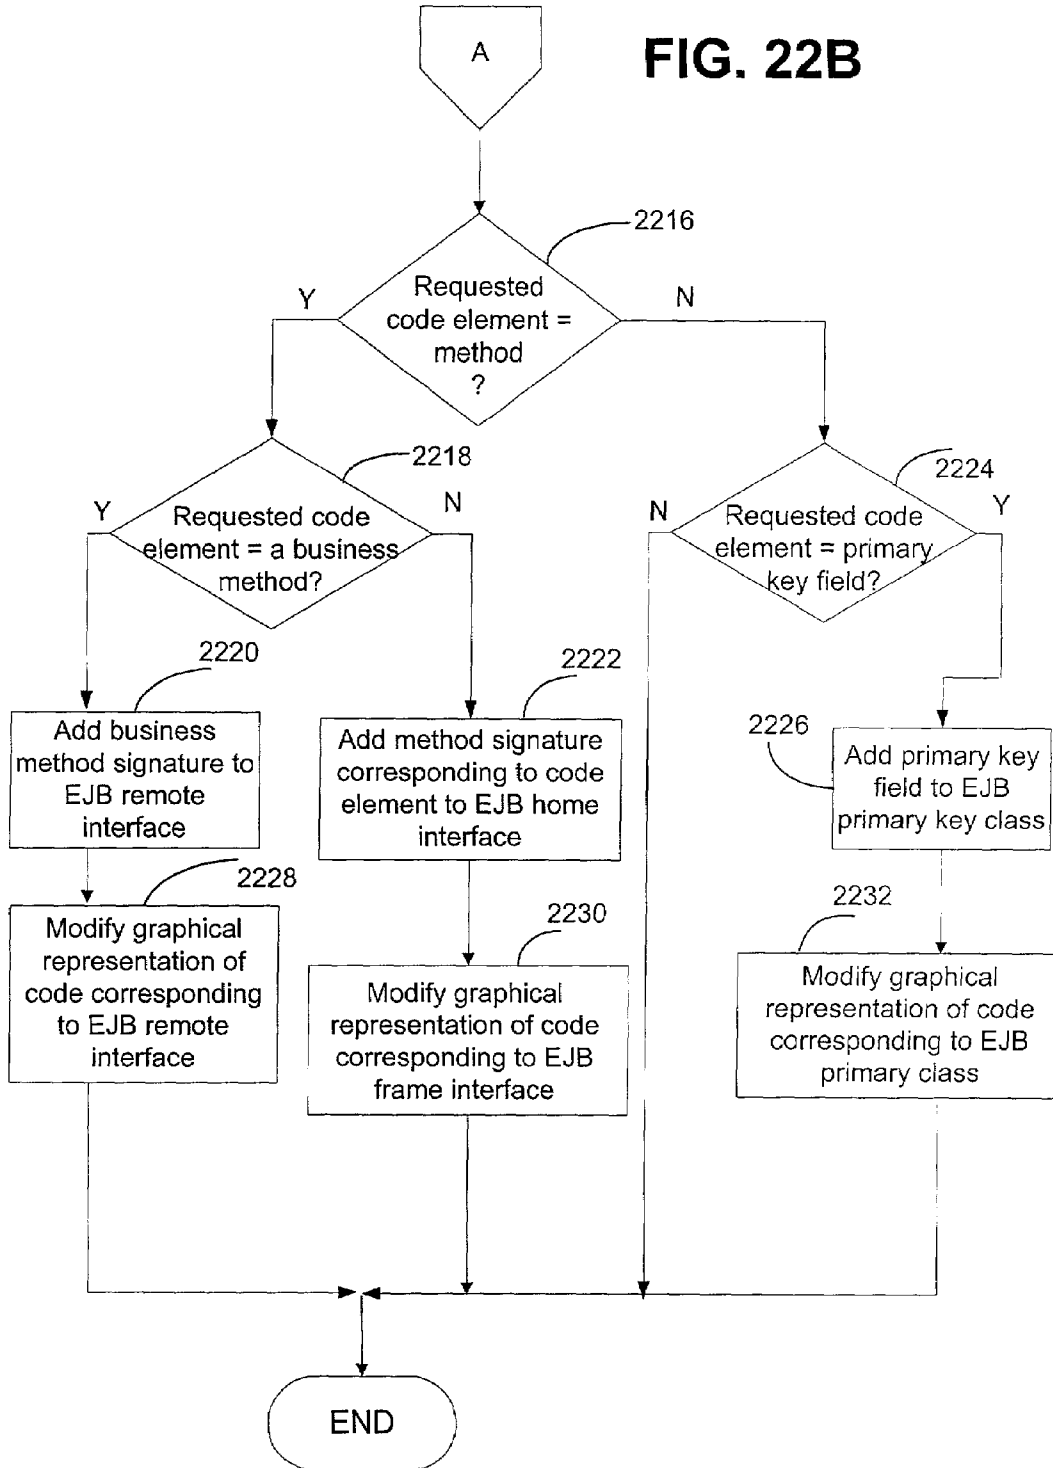 A
FIG. 22B
2216
Requested
code element =
method
?
Y
N
2218
Requested code
element = a business
method?
Y
N
2224
Requested code
element = primary
key field?
N
Y
2220
Add business
method signature to
EJB remote
interface
2222
Add method signature
corresponding to code
element to EJB home
interface
2226
Add primary key
field to EJB
primary key class
2228
Modify graphical
representation of
code corresponding
to EJB remote
interface
2230
Modify graphical
representation of code
corresponding to EJB
frame interface
2232
Modify graphical
representation of code
corresponding to EJB
primary class
END